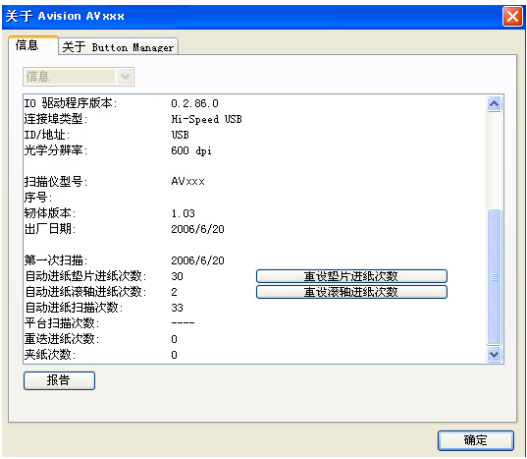 关于 Avision AVxxx
信息 关于 Button Manager
信息
IO 驱动程序版本: 0.2.86.0
连接埠类型: Hi-Speed USB
ID/地址: USB
光学分辨率: 600 dpi
扫描仪型号: AVxxx
序号:
韧体版本: 1.03
出厂日期: 2006/6/20
第一次扫描: 2006/6/20
自动进纸垫片进纸次数: 30 重设垫片进纸次数
自动进纸滚轴进纸次数: 2 重设滚轴进纸次数
自动进纸扫描次数: 33
平台扫描次数: ----
重迭进纸次数: 0
夹纸次数: 0
报告
确定